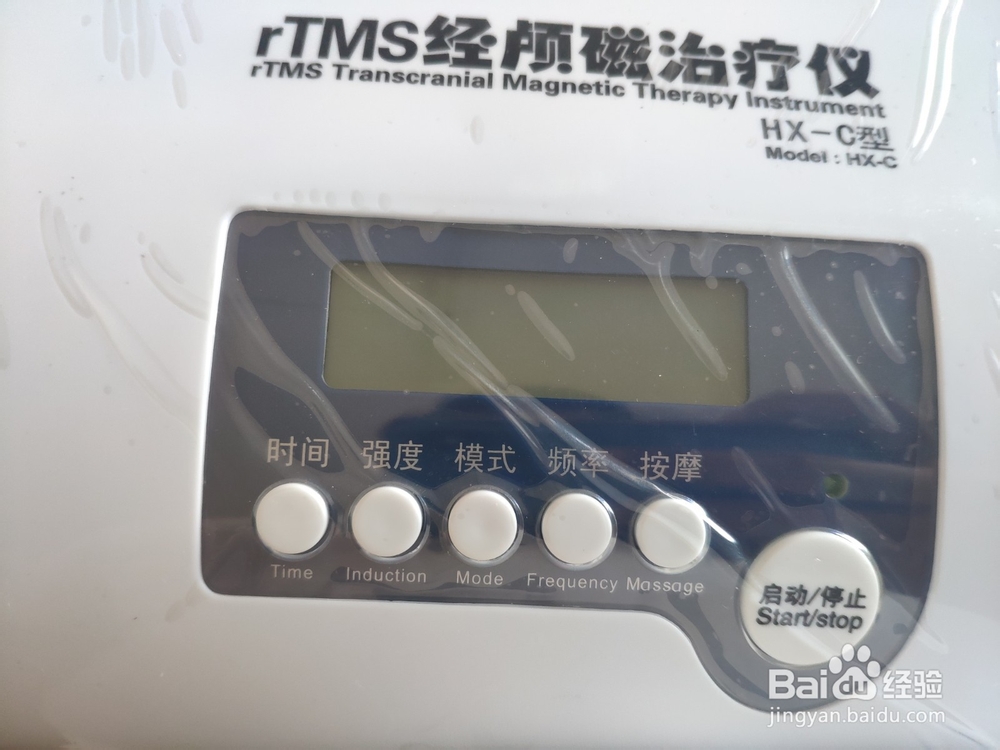 rTMS经颅磁治疗仪
rTMS Transcranial Magnetic Therapy Instrument
HX-C型
Model : HX-C
时间 强度 模式 频率 按摩
Time Induction Mode Frequency Massage
启动/停止
Start/stop
Bai du 经验
jingyan.baidu.com